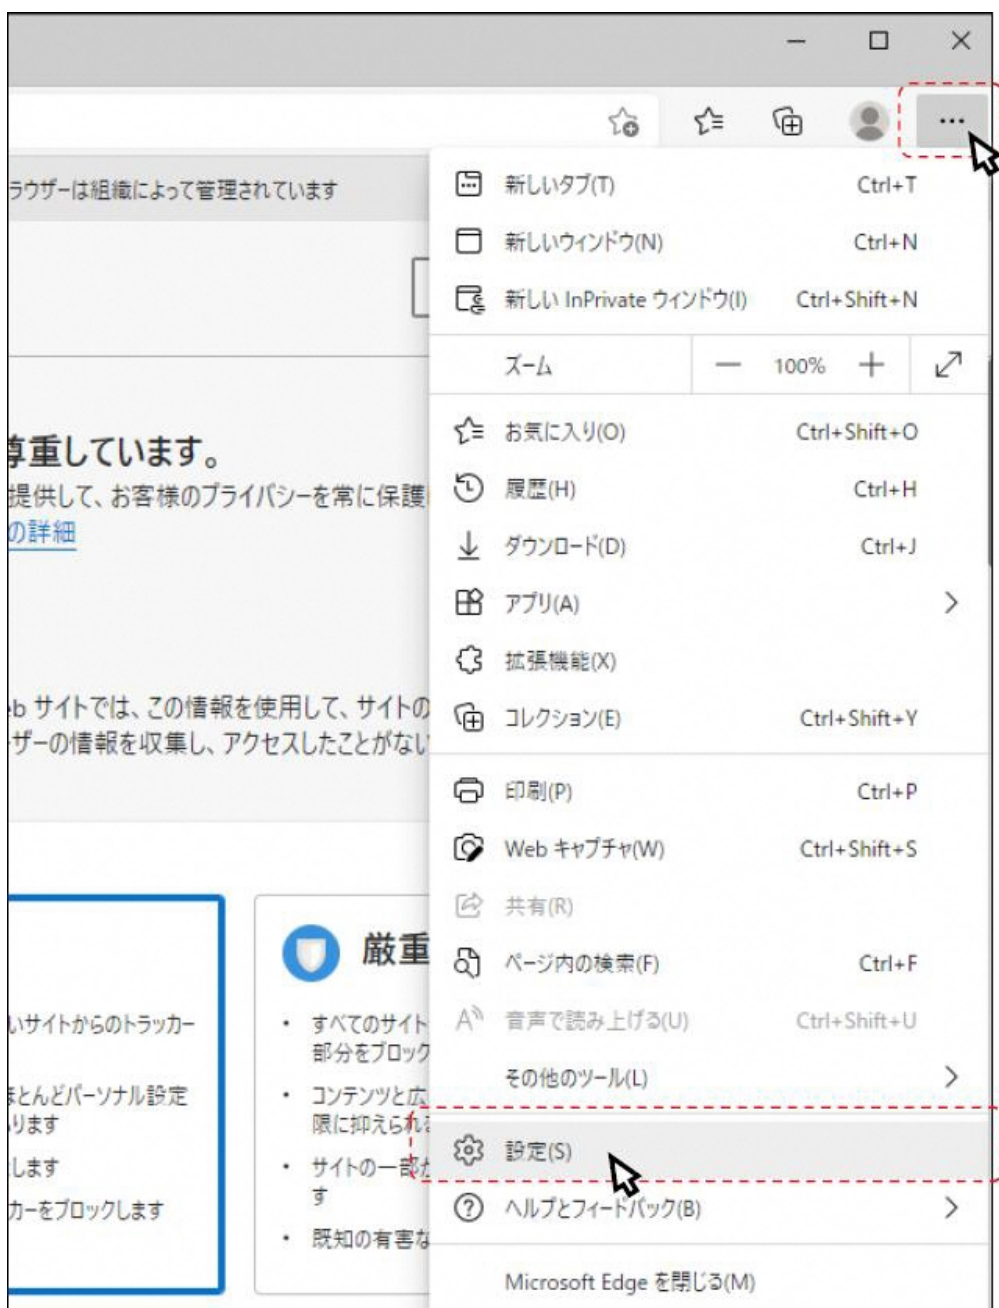 ラウザーは組織によって管理されています
尊重しています。
提供して、お客様のプライバシーを常に保護
の詳細
eb サイトでは、この情報を使用して、サイトの
ーザーの情報を収集し、アクセスしたことがない
いサイトからのトラッカー
ほとんどパーソナル設定
ります
します
カーをブロックします
厳重
• すべてのサイト
部分をブロック
• コンテンツと広
限に抑えられ
• サイトの一部が
す
• 既知の有害な
新しいタブ(T) Ctrl+T
新しいウィンドウ(N) Ctrl+N
新しい InPrivate ウィンドウ(I) Ctrl+Shift+N
ズーム — 100% +
お気に入り(O) Ctrl+Shift+O
履歴(H) Ctrl+H
ダウンロード(D) Ctrl+J
アプリ(A)
拡張機能(X)
コレクション(E) Ctrl+Shift+Y
印刷(P) Ctrl+P
Web キャプチャ(W) Ctrl+Shift+S
共有(R)
ページ内の検索(F) Ctrl+F
音声で読み上げる(U) Ctrl+Shift+U
その他のツール(L)
設定(S)
ヘルプとフィードバック(B)
Microsoft Edge を閉じる(M)